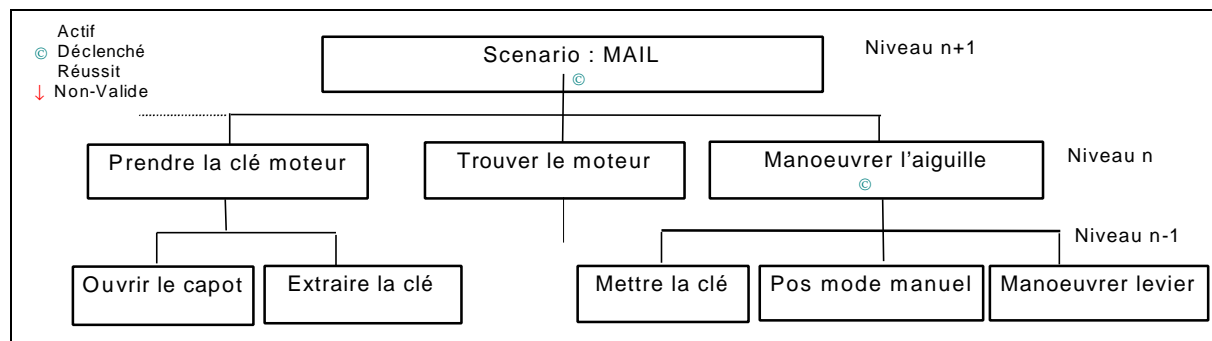 Actif
© Déclenché
Réussit
↓ Non-Valide
Scenario : MAIL
©
Niveau n+1
Prendre la clé moteur
Trouver le moteur
Manoeuvrer l'aiguille
©
Niveau n
Niveau n-1
Ouvrir le capot
Extraire la clé
Mettre la clé
Pos mode manuel
Manoeuvrer levier